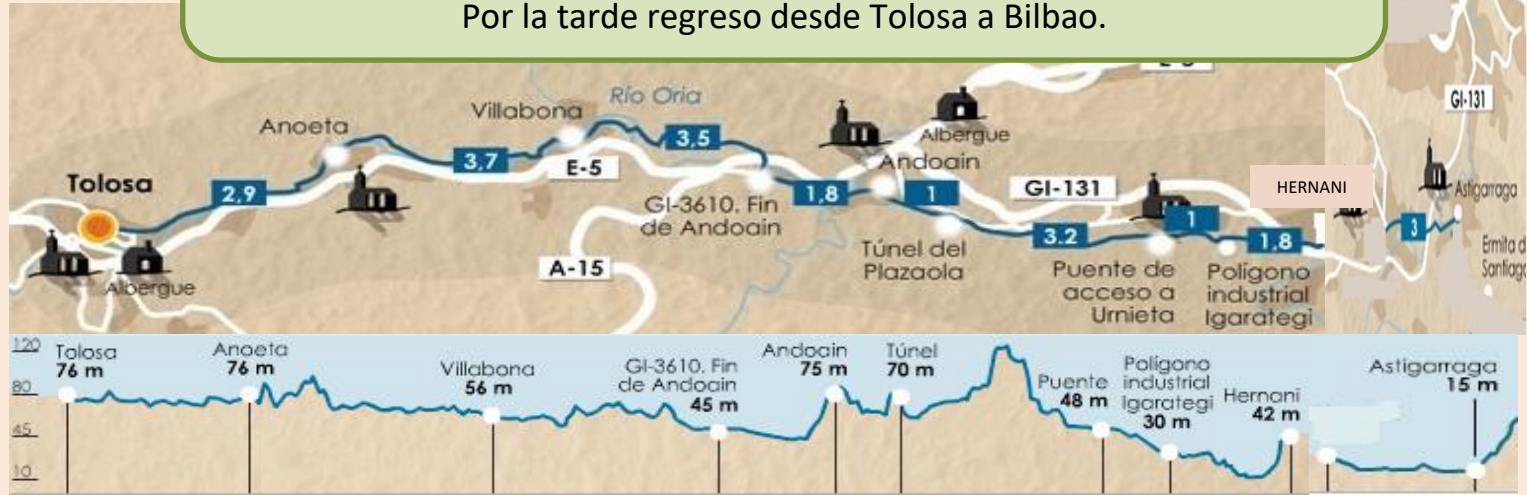 Por la tarde regreso desde Tolosa a Bilbao.
Tolosa
2,9
Anoeta
3,7
Villabona
E-5
Río Oria
3,5
GI-3610. Fin
de Andoain
A-15
Albergue
1,8
Albergue
Andoain
1
Túnel del
Plazaola
GI-131
3.2
Puente de
acceso a
Urnieta
1
Polígono
industrial
Igarategi
1,8
HERNANI
GI-131
Astigarraga
3
Ermita d
Santiag
120
80
45
10
Tolosa
76 m
Anoeta
76 m
Villabona
56 m
GI-3610. Fin
de Andoain
45 m
Andoain
75 m
Túnel
70 m
Puente
48 m
Polígono
industrial
Igarategi
30 m
Hernani
42 m
Astigarraga
15 m